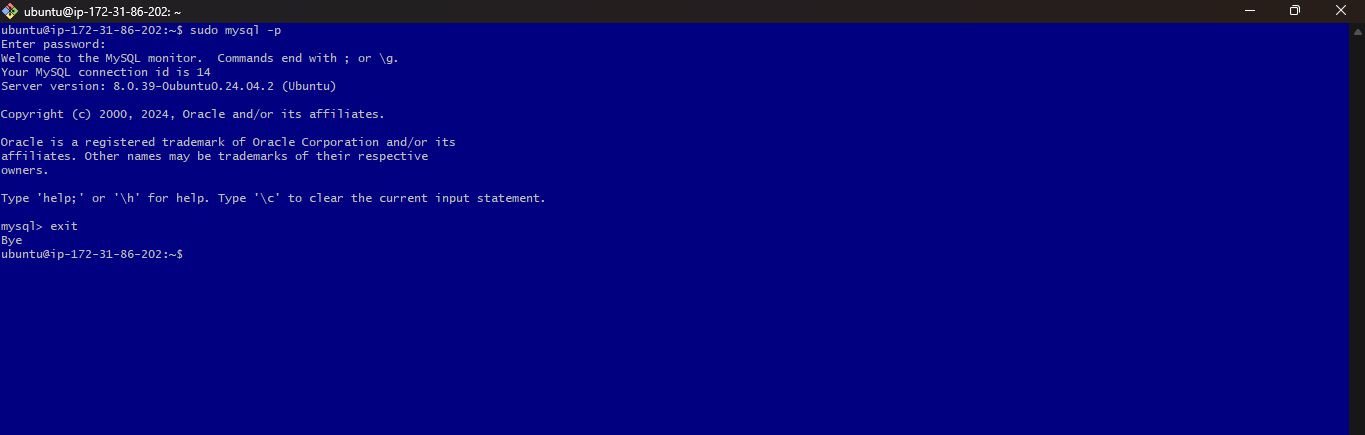 ubuntu@ip-172-31-86-202: ~
ubuntu@ip-172-31-86-202:~$ sudo mysql -p
Enter password:
Welcome to the MySQL monitor.  Commands end with ; or \g.
Your MySQL connection id is 14
Server version: 8.0.39-0ubuntu0.24.04.2 (Ubuntu)
Copyright (c) 2000, 2024, Oracle and/or its affiliates.
Oracle is a registered trademark of Oracle Corporation and/or its
affiliates. Other names may be trademarks of their respective
owners.
Type 'help;' or '\h' for help. Type '\c' to clear the current input statement.
mysql> exit
Bye
ubuntu@ip-172-31-86-202:~$